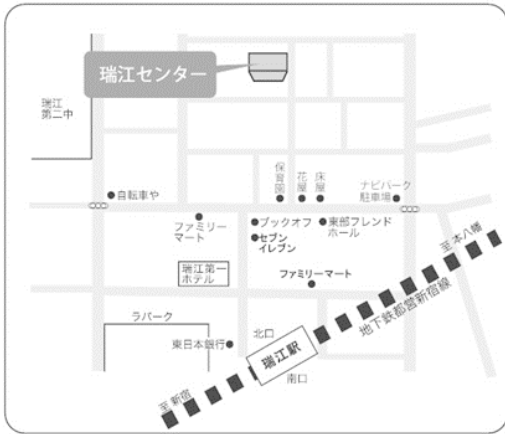 瑞江センター
瑞江
第二中
保育園
花屋
床屋
ナビパーク
駐車場
自転車や
ファミリー
マート
ブックオフ
セブン
イレブン
東部フレンド
ホール
至本八幡
瑞江第一
ホテル
ファミリーマート
地下鉄都営新宿線
ラパーク
北口
東日本銀行
瑞江駅
南口
至新宿